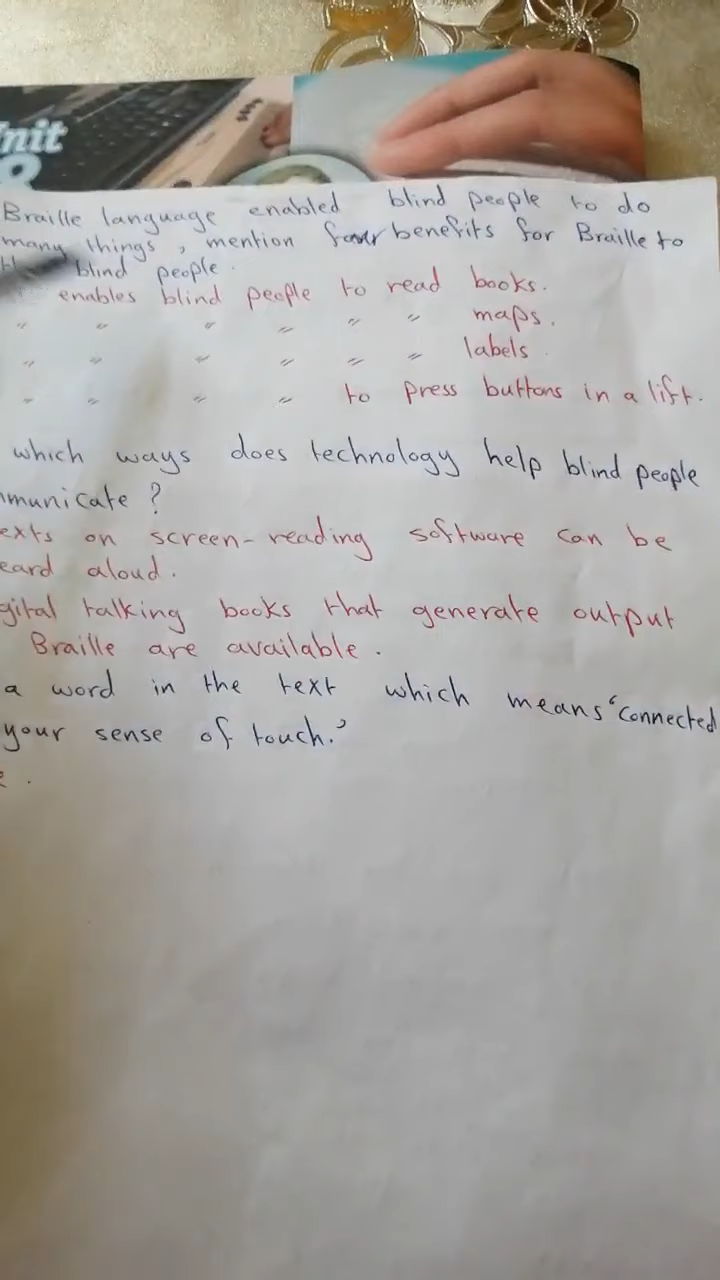 nit
8
Braille language enabled blind people to do
many things, mention four benefits for Braille to
blind people.
enables blind people to read books.
" " " " " " maps.
" " " " " " labels.
" " " " to press buttons in a lift.
which ways does technology help blind people
mmunicate?
exts on screen-reading software can be
eard aloud.
gital talking books that generate output
Braille are available.
a word in the text which means 'connected
your sense of touch.'
e.